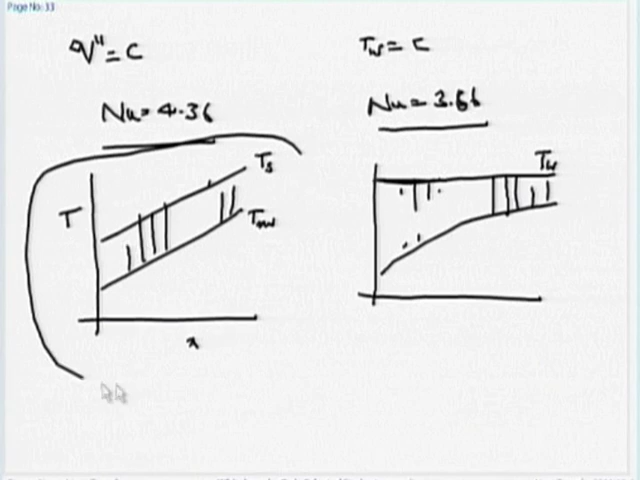 Page No: 33
q" = c
Tw = c
Nu = 4.36
Nu = 3.66
Ts
T
Tm
x
Tw